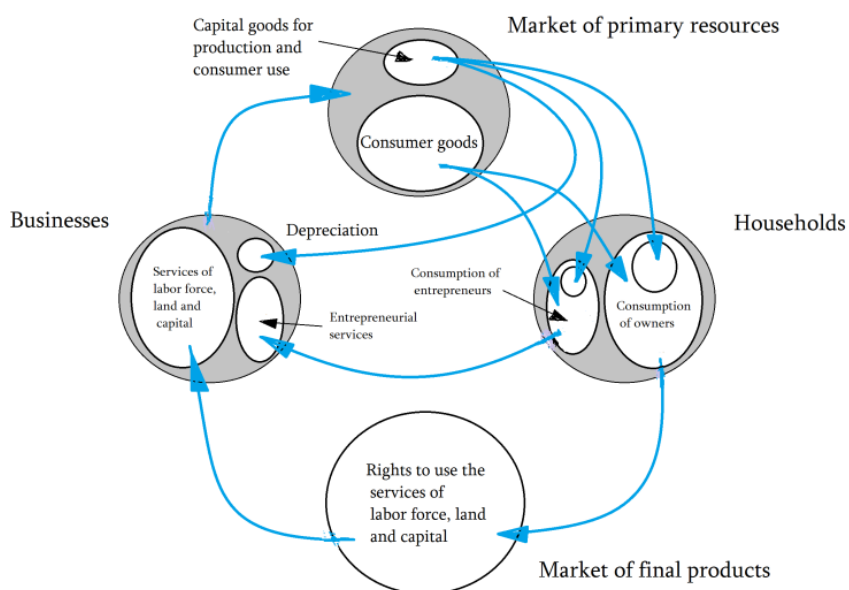 Capital goods for
production and
consumer use
Market of primary resources
Consumer goods
Businesses
Depreciation
Households
Services of
labor force,
land and
capital
Entrepreneurial
services
Consumption of
entrepreneurs
Consumption
of owners
Rights to use the
services of
labor force, land
and capital
Market of final products